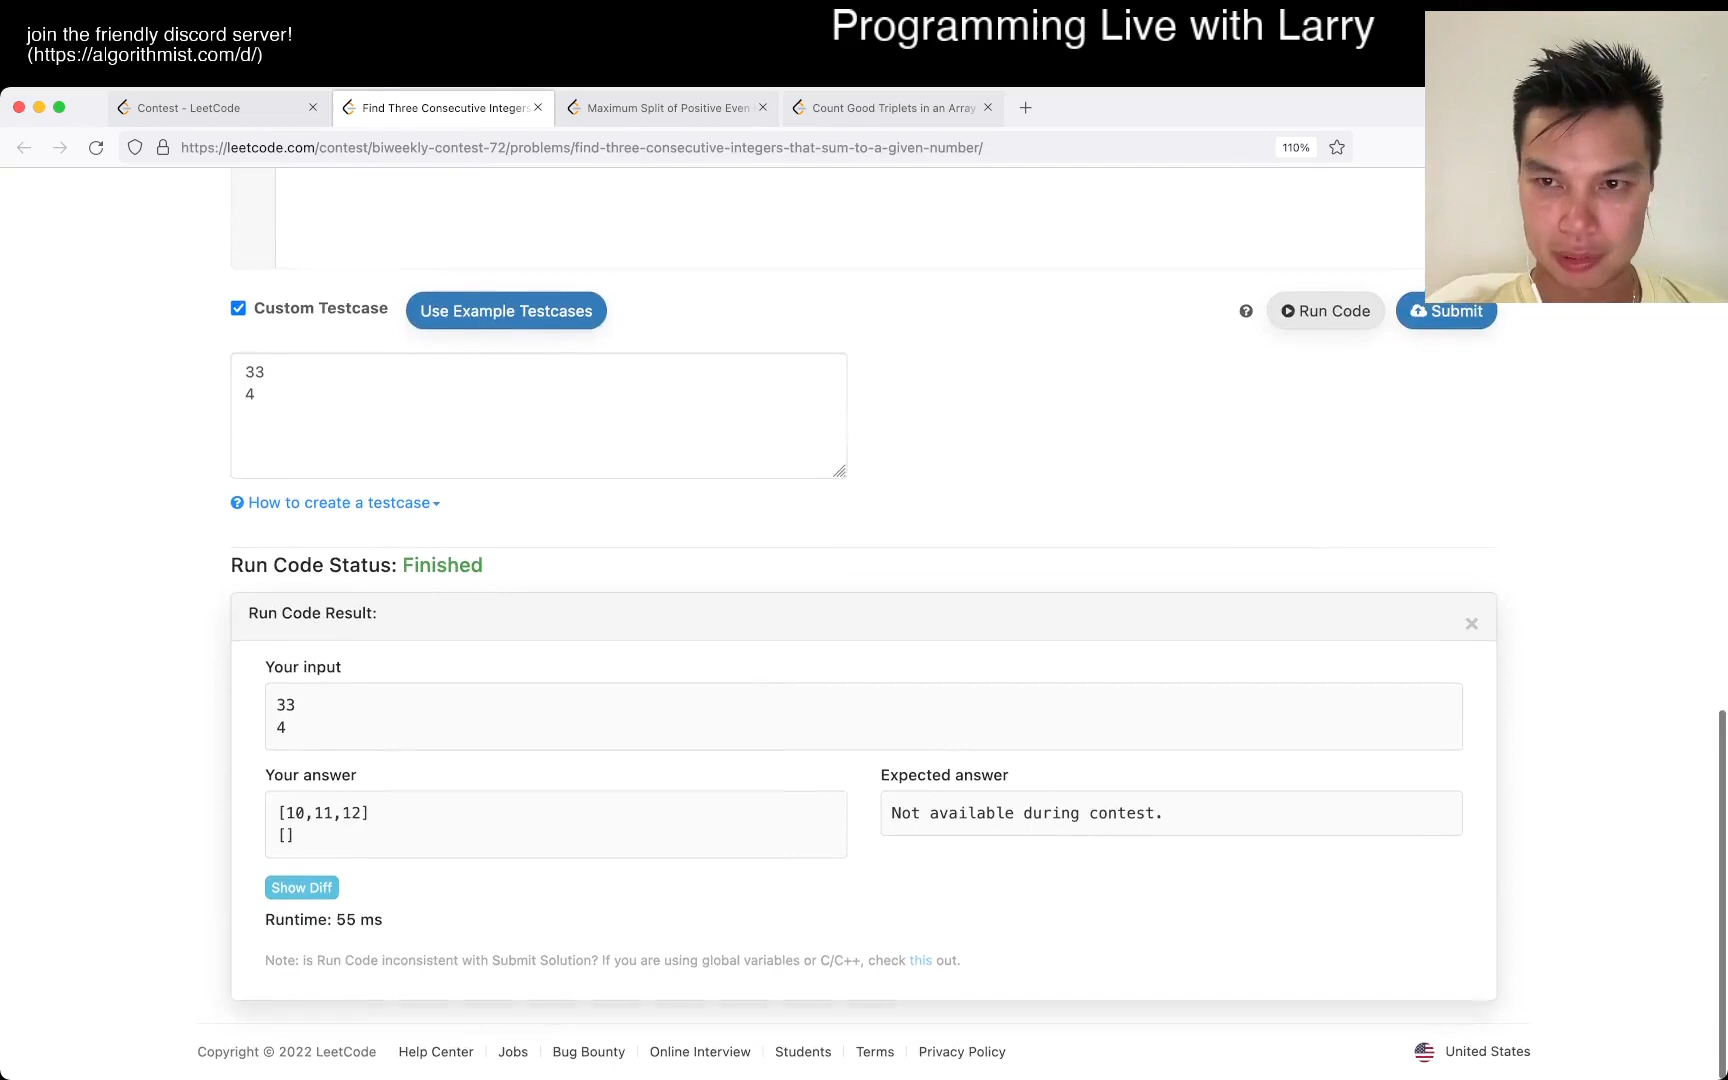 join the friendly discord server!
(https://algorithmist.com/d/)
Programming Live with Larry
Contest - LeetCode
Find Three Consecutive Integers
Maximum Split of Positive Even
Count Good Triplets in an Array
https://leetcode.com/contest/biweekly-contest-72/problems/find-three-consecutive-integers-that-sum-to-a-given-number/
110%
Custom Testcase
Use Example Testcases
Run Code
Submit
33
4
How to create a testcase
Run Code Status: Finished
Run Code Result:
Your input
33
4
Your answer
Expected answer
[10,11,12]
[]
Not available during contest.
Show Diff
Runtime: 55 ms
Note: is Run Code inconsistent with Submit Solution? If you are using global variables or C/C++, check this out.
Copyright © 2022 LeetCode
Help Center
Jobs
Bug Bounty
Online Interview
Students
Terms
Privacy Policy
United States